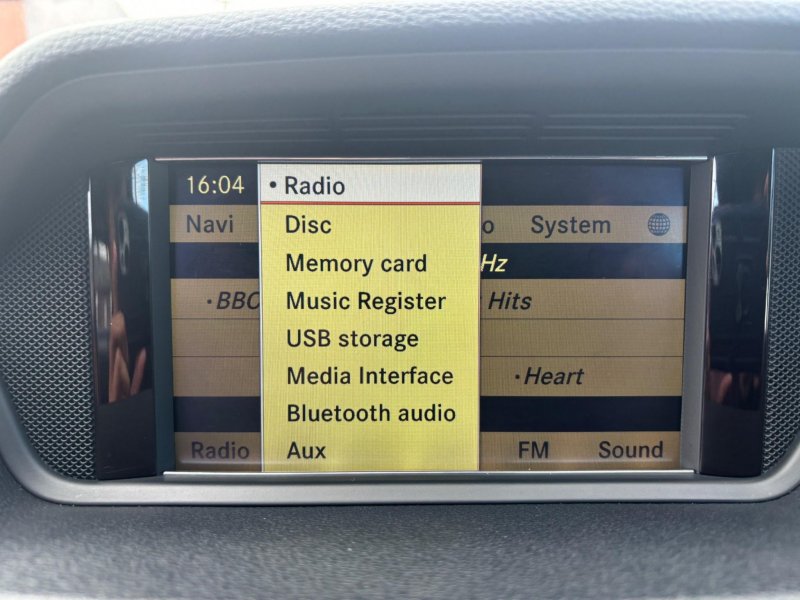 16:04
• Radio
Navi
Disc
o
System
Memory card
Hz
• BBC
Music Register
Hits
USB storage
Media Interface
• Heart
Bluetooth audio
Radio
Aux
FM
Sound